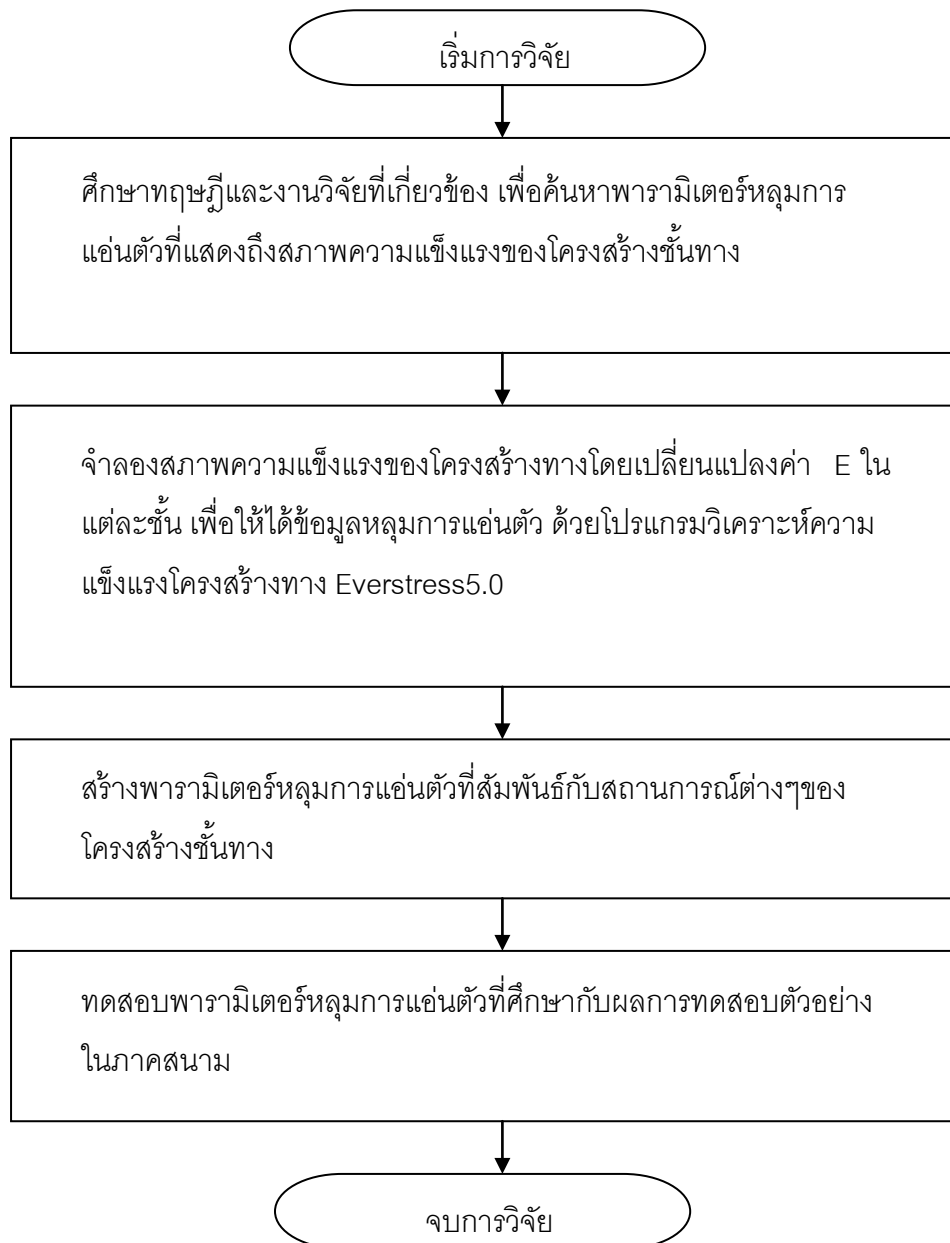 เริ่มการวิจัย
ศึกษาทฤษฎีและงานวิจัยที่เกี่ยวข้อง เพื่อค้นหาพารามิเตอร์หลุมการ
แอ่นตัวที่แสดงถึงสภาพความแข็งแรงของโครงสร้างชั้นทาง
จำลองสภาพความแข็งแรงของโครงสร้างทางโดยเปลี่ยนแปลงค่า E ใน
แต่ละชั้น เพื่อให้ได้ข้อมูลหลุมการแอ่นตัว ด้วยโปรแกรมวิเคราะห์ความ
แข็งแรงโครงสร้างทาง Everstress5.0
สร้างพารามิเตอร์หลุมการแอ่นตัวที่สัมพันธ์กับสถานการณ์ต่างๆของ
โครงสร้างชั้นทาง
ทดสอบพารามิเตอร์หลุมการแอ่นตัวที่ศึกษากับผลการทดสอบตัวอย่าง
ในภาคสนาม
จบการวิจัย